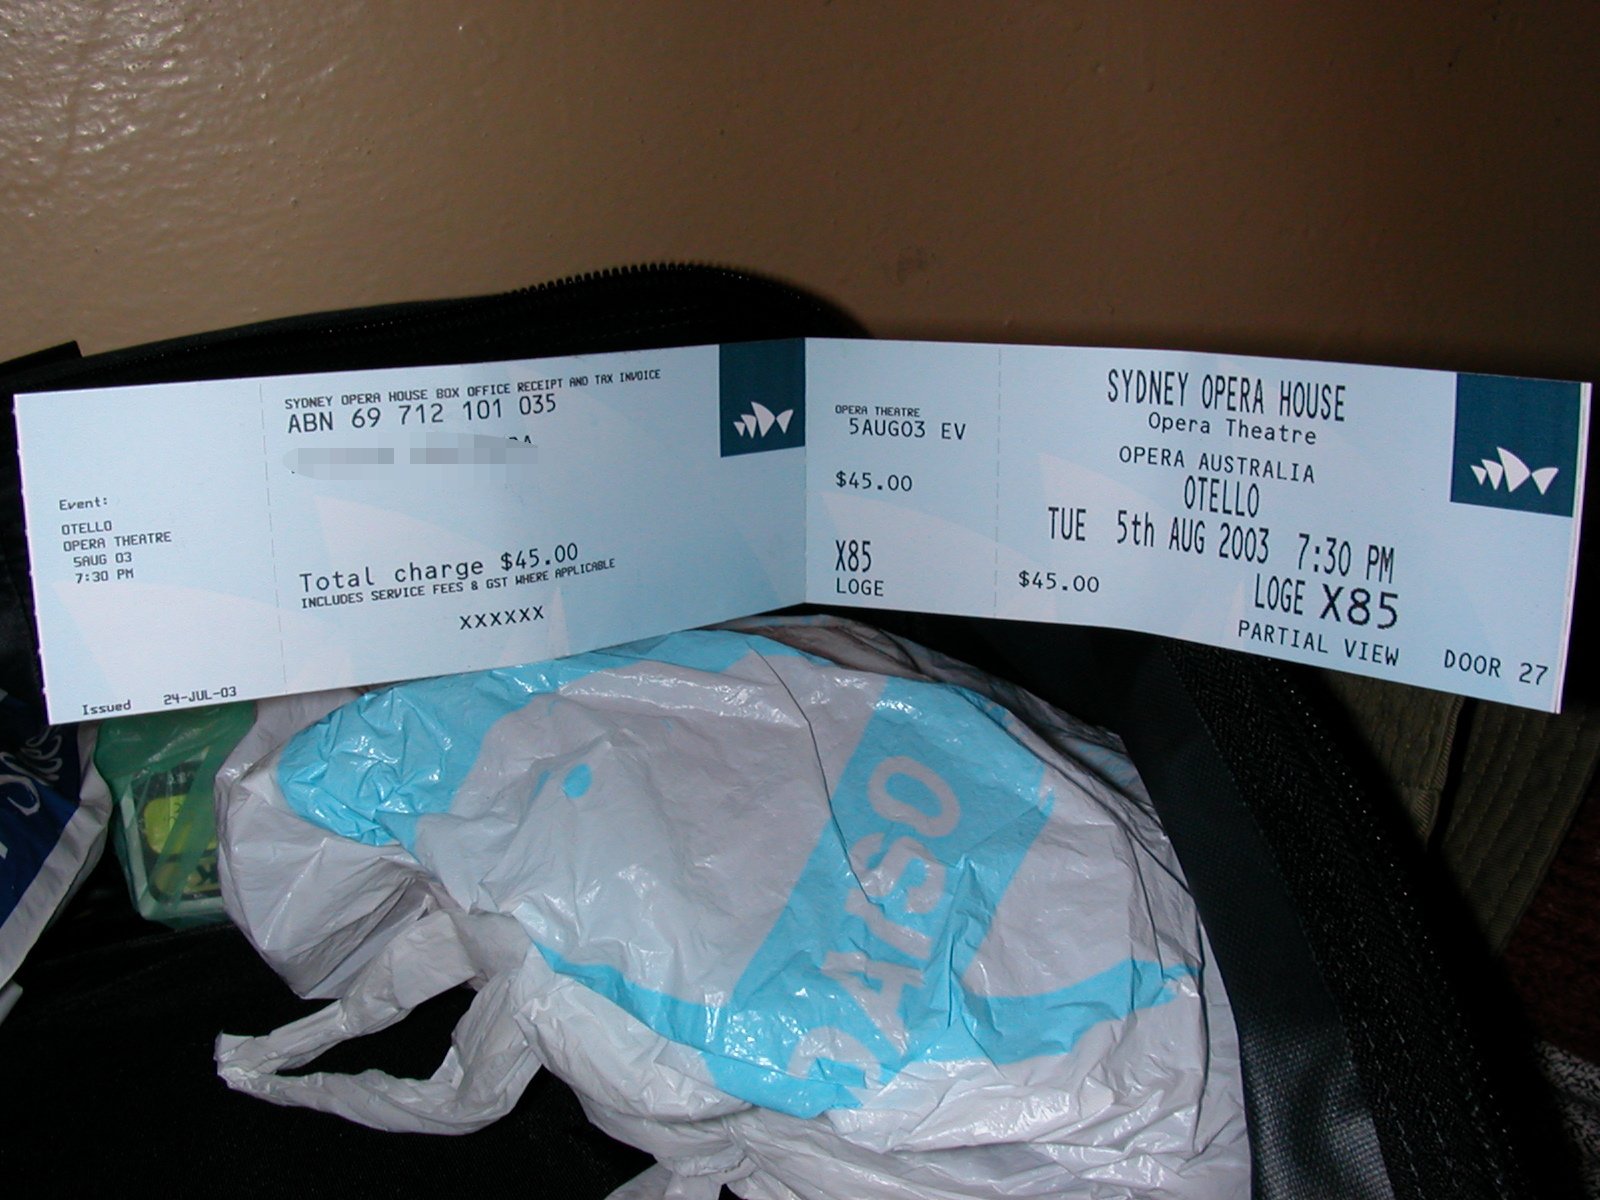 SYDNEY OPERA HOUSE BOX OFFICE RECEIPT AND TAX INVOICE
ABN 69 712 101 035
Event:
OTELLO
OPERA THEATRE
5AUG 03
7:30 PM
Total charge $45.00
INCLUDES SERVICE FEES & GST WHERE APPLICABLE
XXXXXX
Issued 24-JUL-03
OPERA THEATRE
5AUG03 EV
$45.00
X85
LOGE
SYDNEY OPERA HOUSE
Opera Theatre
OPERA AUSTRALIA
OTELLO
TUE 5th AUG 2003 7:30 PM
$45.00 LOGE X85
PARTIAL VIEW DOOR 27
DAISO